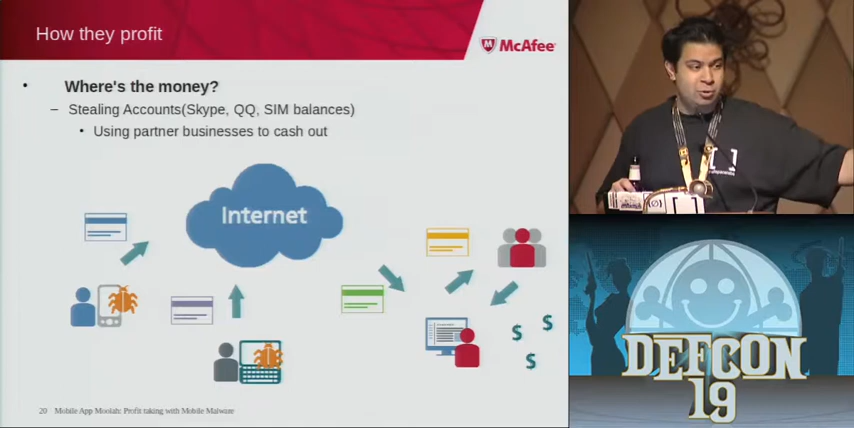 How they profit
McAfee
Where's the money?
– Stealing Accounts(Skype, QQ, SIM balances)
• Using partner businesses to cash out
Internet
$ $
$
20 Mobile App Moolah: Profit taking with Mobile Malware
[ ]
DEFCON
19